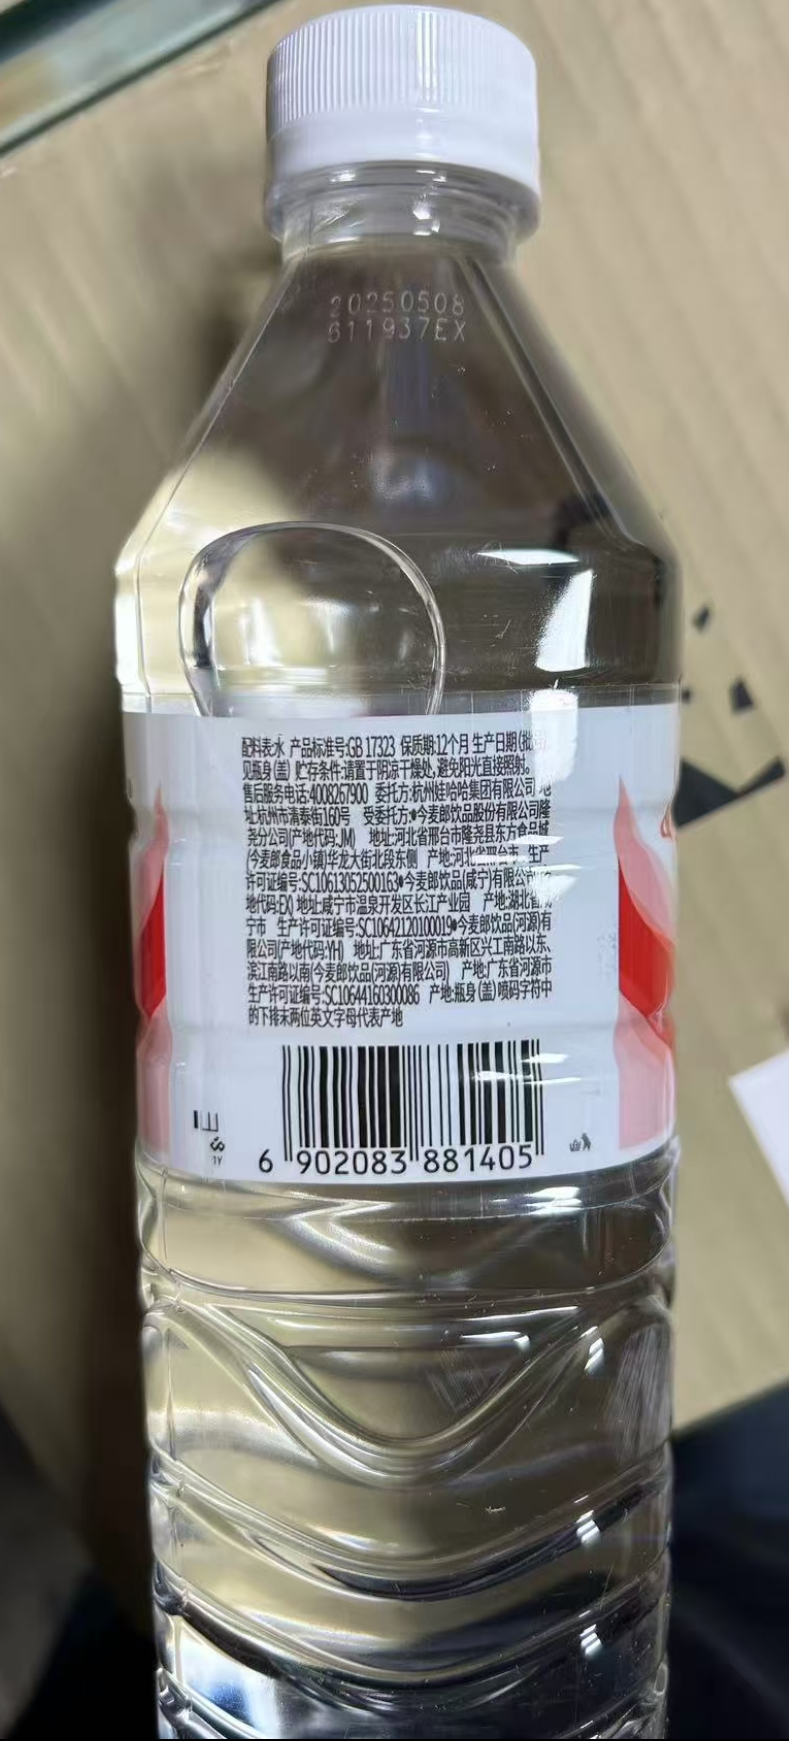 20250508
611937EX
配料表:水 产品标准号:GB 17323 保质期:12个月 生产日期(批号)
见瓶身(盖) 贮存条件:请置于阴凉干燥处,避免阳光直接照射。
售后服务电话:4008267900 委托方:杭州娃哈哈集团有限公司 地
址:杭州市清泰街160号 受委托方:●今麦郎饮品股份有限公司隆
尧分公司(产地代码:JM) 地址:河北省邢台市隆尧县东方食品城
(今麦郎食品小镇)华龙大街北段东侧 产地:河北省邢台市 生产
许可证编号:SC10613052500163●今麦郎饮品(咸宁)有限公司
地代码:EX) 地址:咸宁市温泉开发区长江产业园 产地:湖北省
宁市 生产许可证编号:SC10642120100019●今麦郎饮品(河源)有
限公司(产地代码:YH) 地址:广东省河源市高新区兴工南路以东、
滨江南路以南(今麦郎饮品(河源)有限公司) 产地:广东省河源市
生产许可证编号:SC10644160300086 产地:瓶身(盖)喷码字符中
的下排末两位英文字母代表产地
6 902083 881405